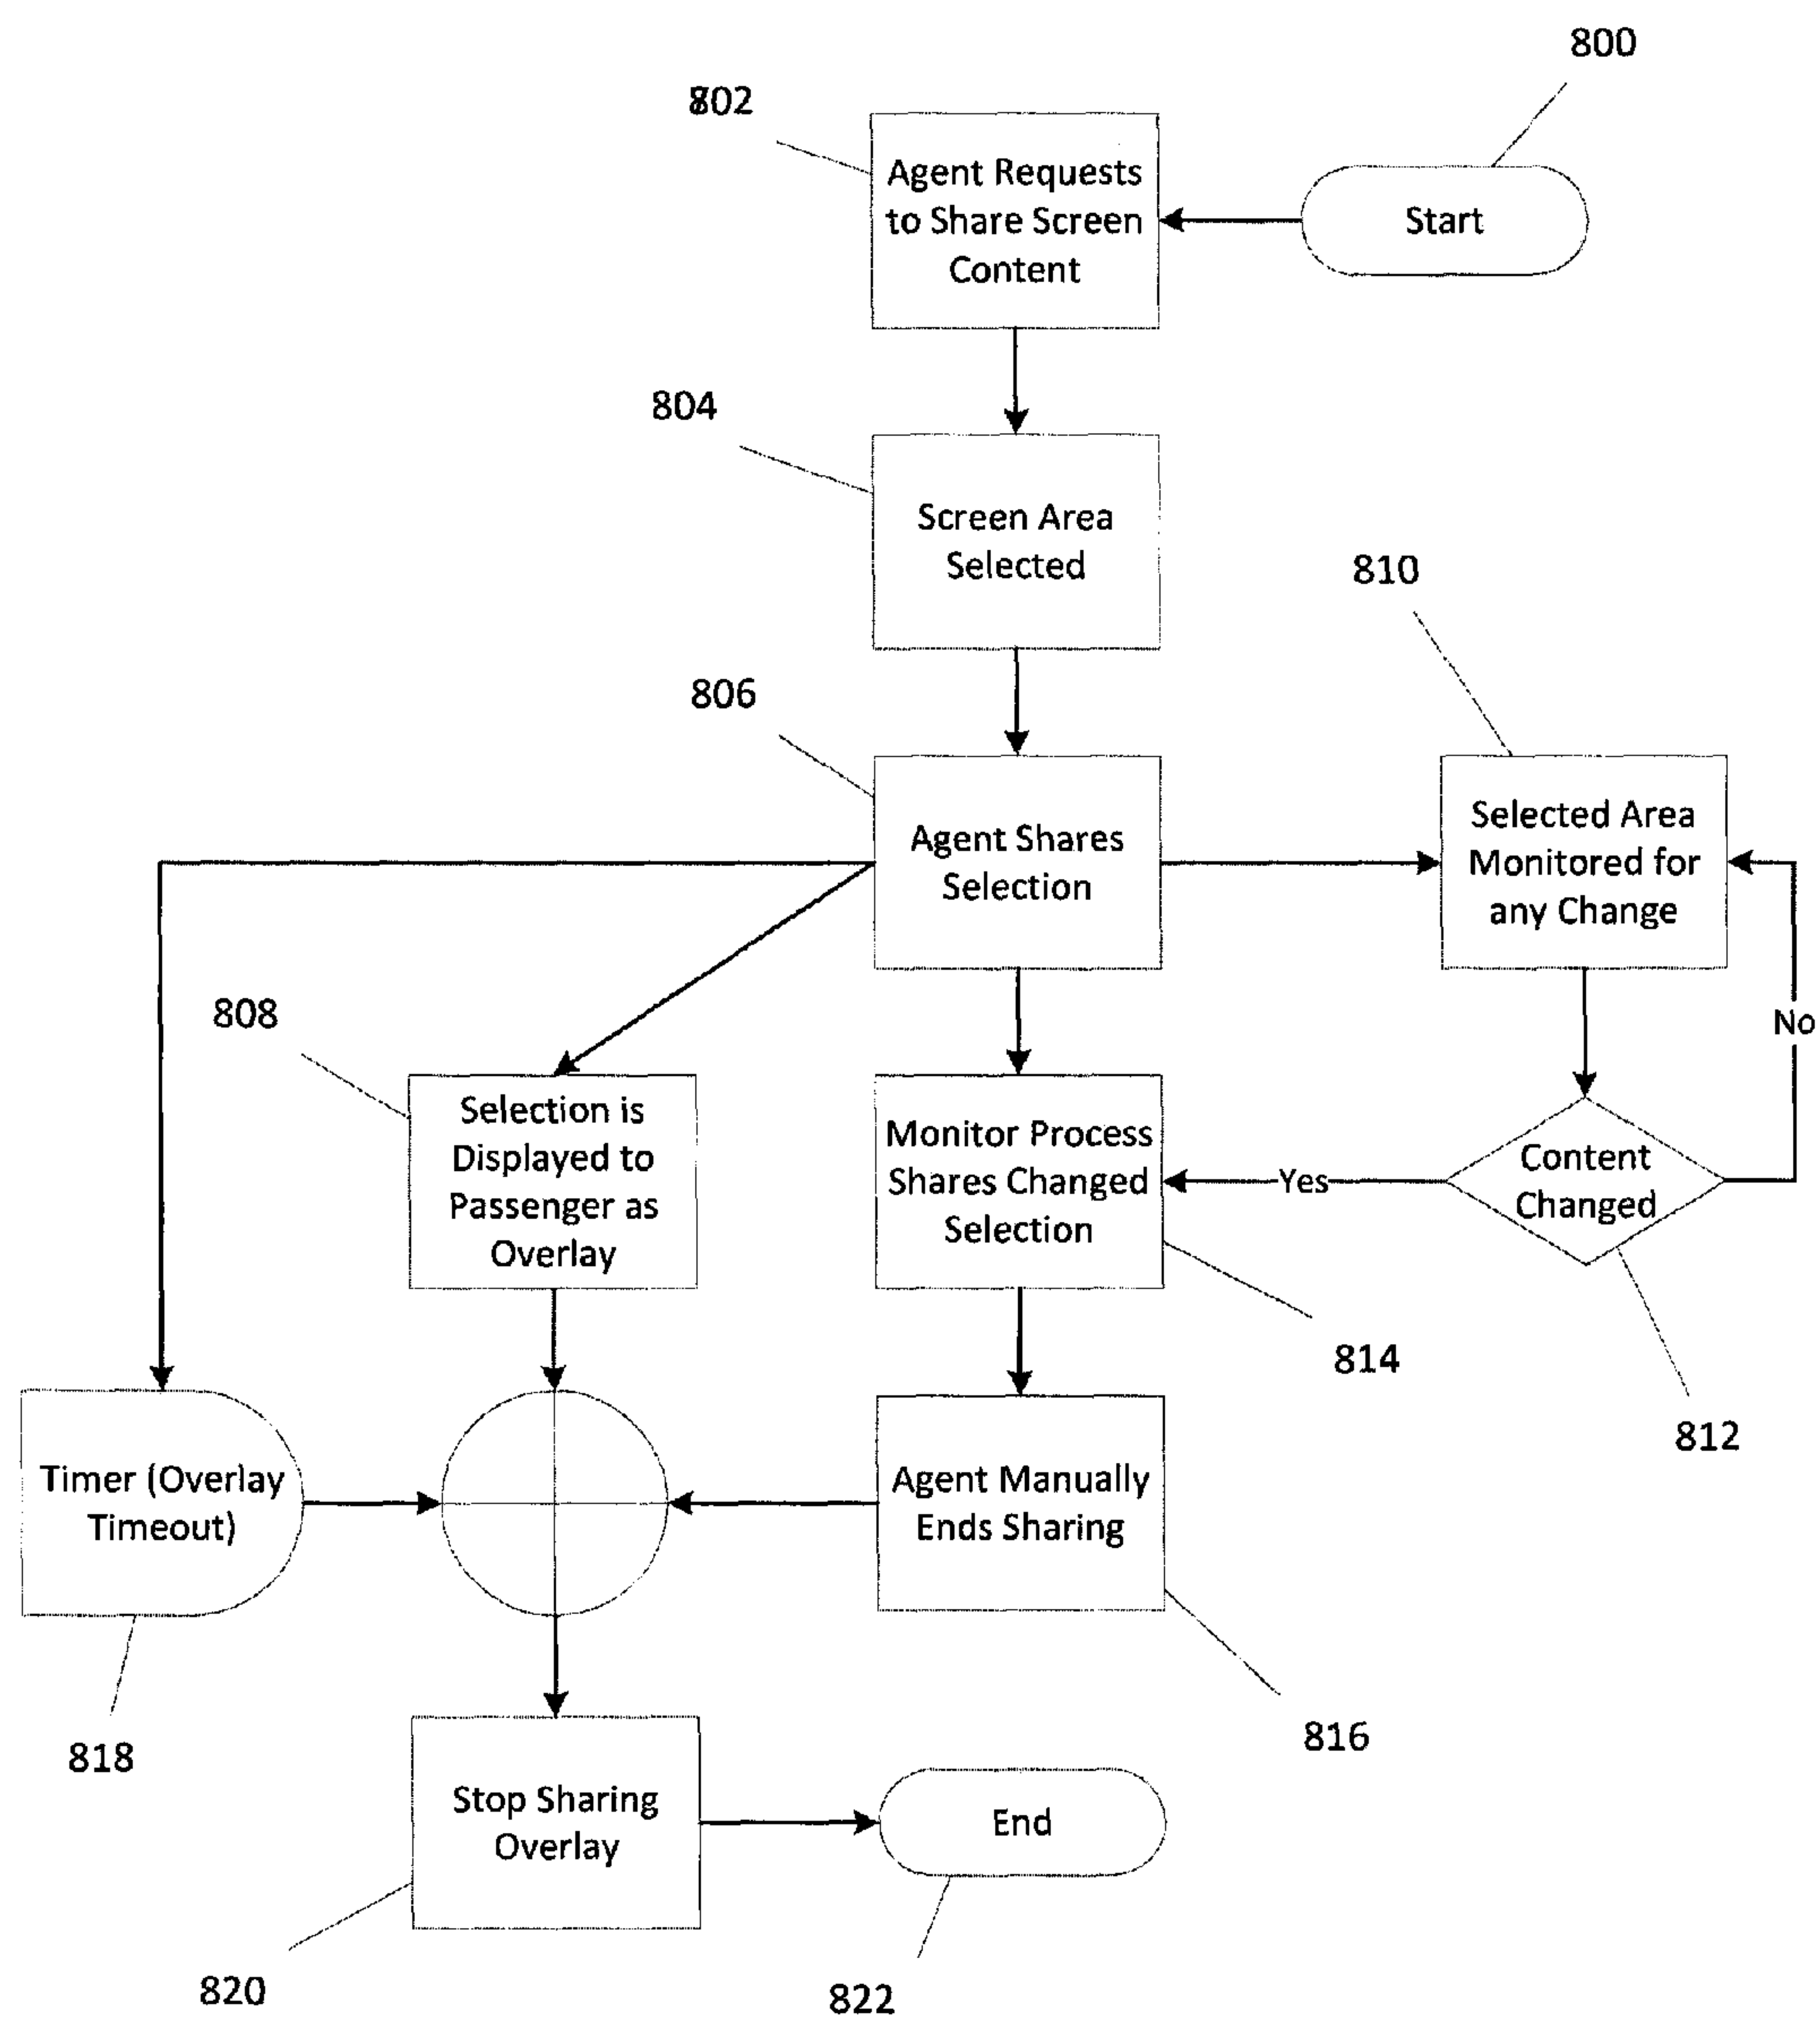 800
802
Agent Requests
to Share Screen
Content
Start
804
Screen Area
Selected
810
806
Agent Shares
Selection
Selected Area
Monitored for
any Change
No
808
Selection is
Displayed to
Passenger as
Overlay
Monitor Process
Shares Changed
Selection
Yes
Content
Changed
814
812
Timer (Overlay
Timeout)
Agent Manually
Ends Sharing
818
816
Stop Sharing
Overlay
End
820
822